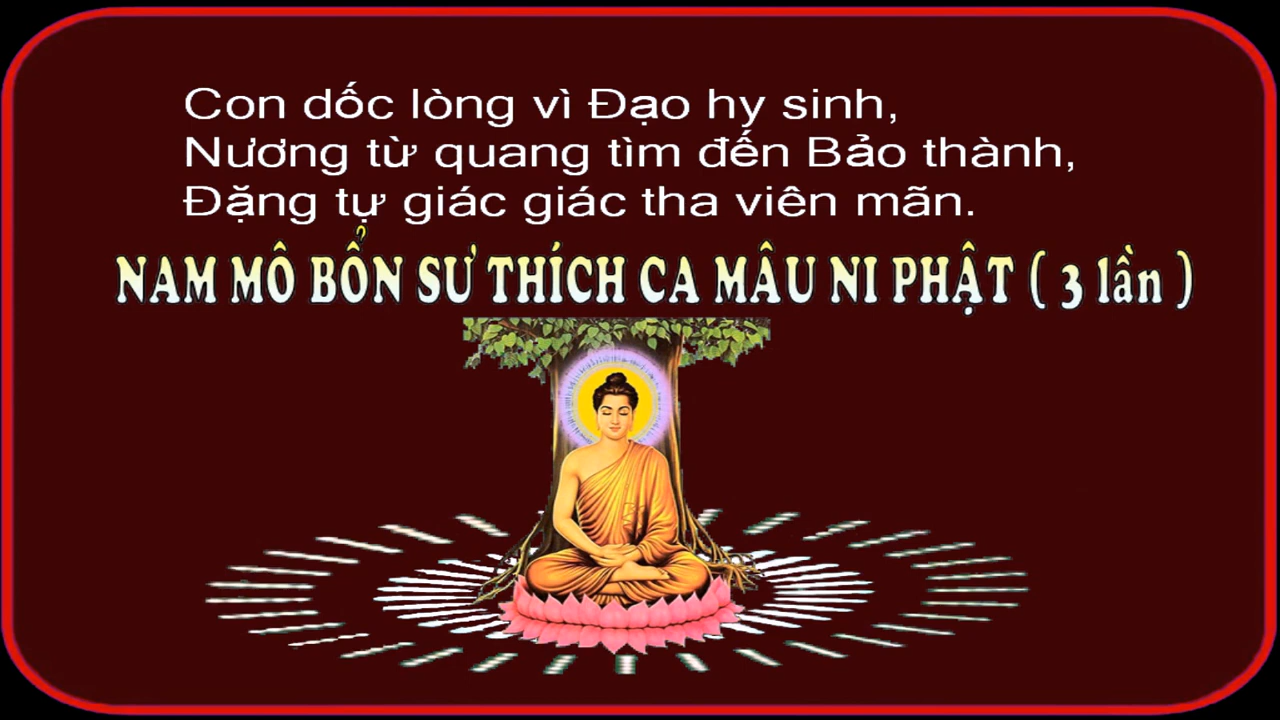 Con dốc lòng vì Đạo hy sinh,
Nương từ quang tìm đến Bảo thành,
Đặng tự giác giác tha viên mãn.
NAM MÔ BỔN SƯ THÍCH CA MÂU NI PHẬT ( 3 lần )